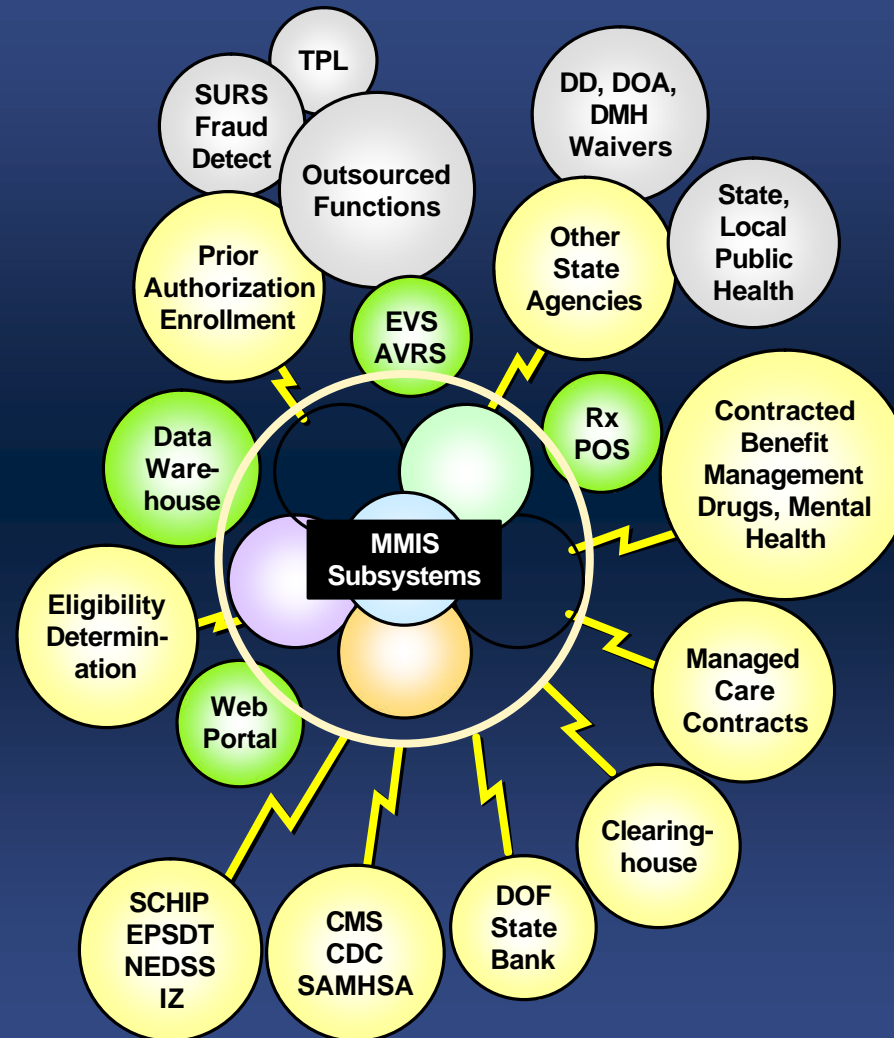 TPL
SURS
Fraud
Detect
Outsourced
Functions
DD, DOA,
DMH
Waivers
State,
Local
Public
Health
Prior
Authorization
Enrollment
Other
State
Agencies
EVS
AVRS
Rx
POS
Contracted
Benefit
Management
Drugs, Mental
Health
Data
Ware-
house
MMIS
Subsystems
Eligibility
Determin-
ation
Managed
Care
Contracts
Web
Portal
Clearing-
house
SCHIP
EPSDT
NEDSS
IZ
CMS
CDC
SAMHSA
DOF
State
Bank